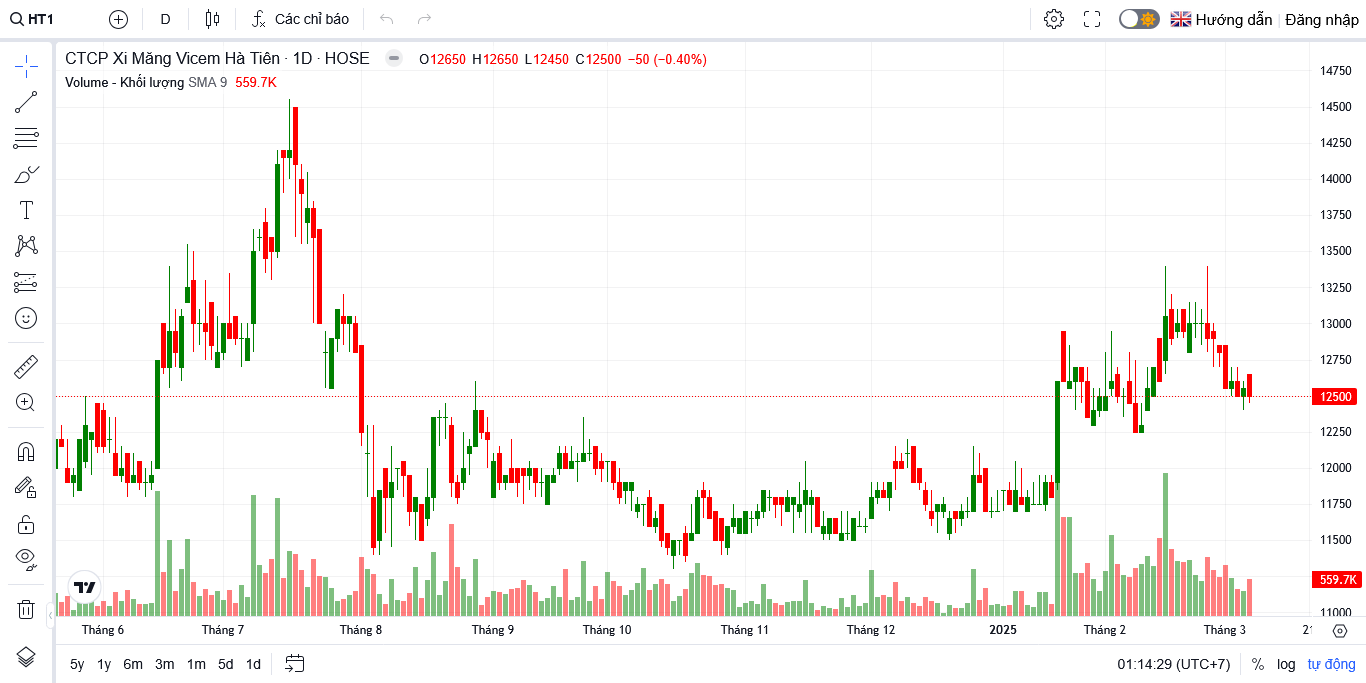 HT1 D Các chỉ báo Hướng dẫn Đăng nhập
CTCP Xi Măng Vicem Hà Tiên · 1D · HOSE O12650 H12650 L12450 C12500 −50 (−0.40%)
Volume - Khối lượng SMA 9 559.7K
14750
14500
14250
14000
13750
13500
13250
13000
12750
12500
12250
12000
11750
11500
559.7K
11000
Tháng 6 Tháng 7 Tháng 8 Tháng 9 Tháng 10 Tháng 11 Tháng 12 2025 Tháng 2 Tháng 3
5y 1y 6m 3m 1m 5d 1d 01:14:29 (UTC+7) % log tự động